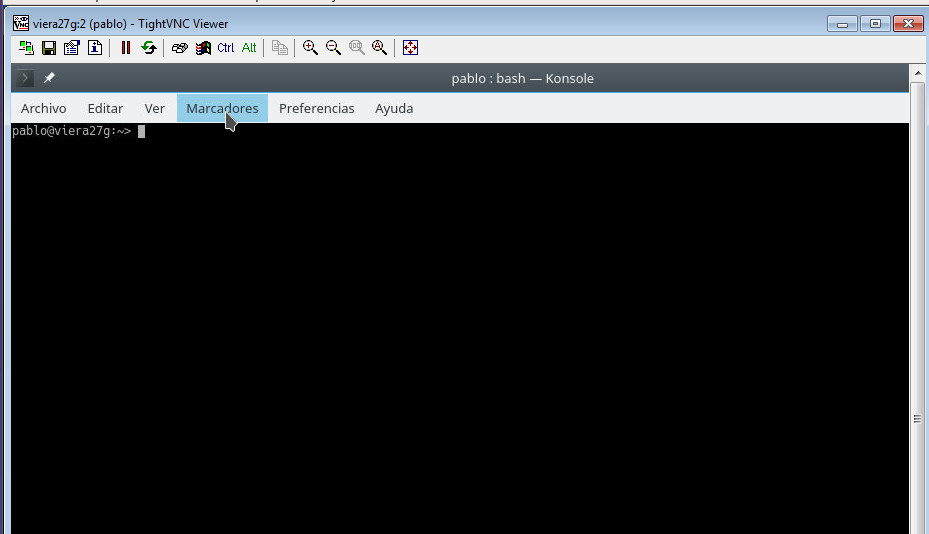 viera27g:2 (pablo) - TightVNC Viewer
Ctrl Alt
pablo : bash — Konsole
Archivo Editar Ver Marcadores Preferencias Ayuda
pablo@viera27g:~>